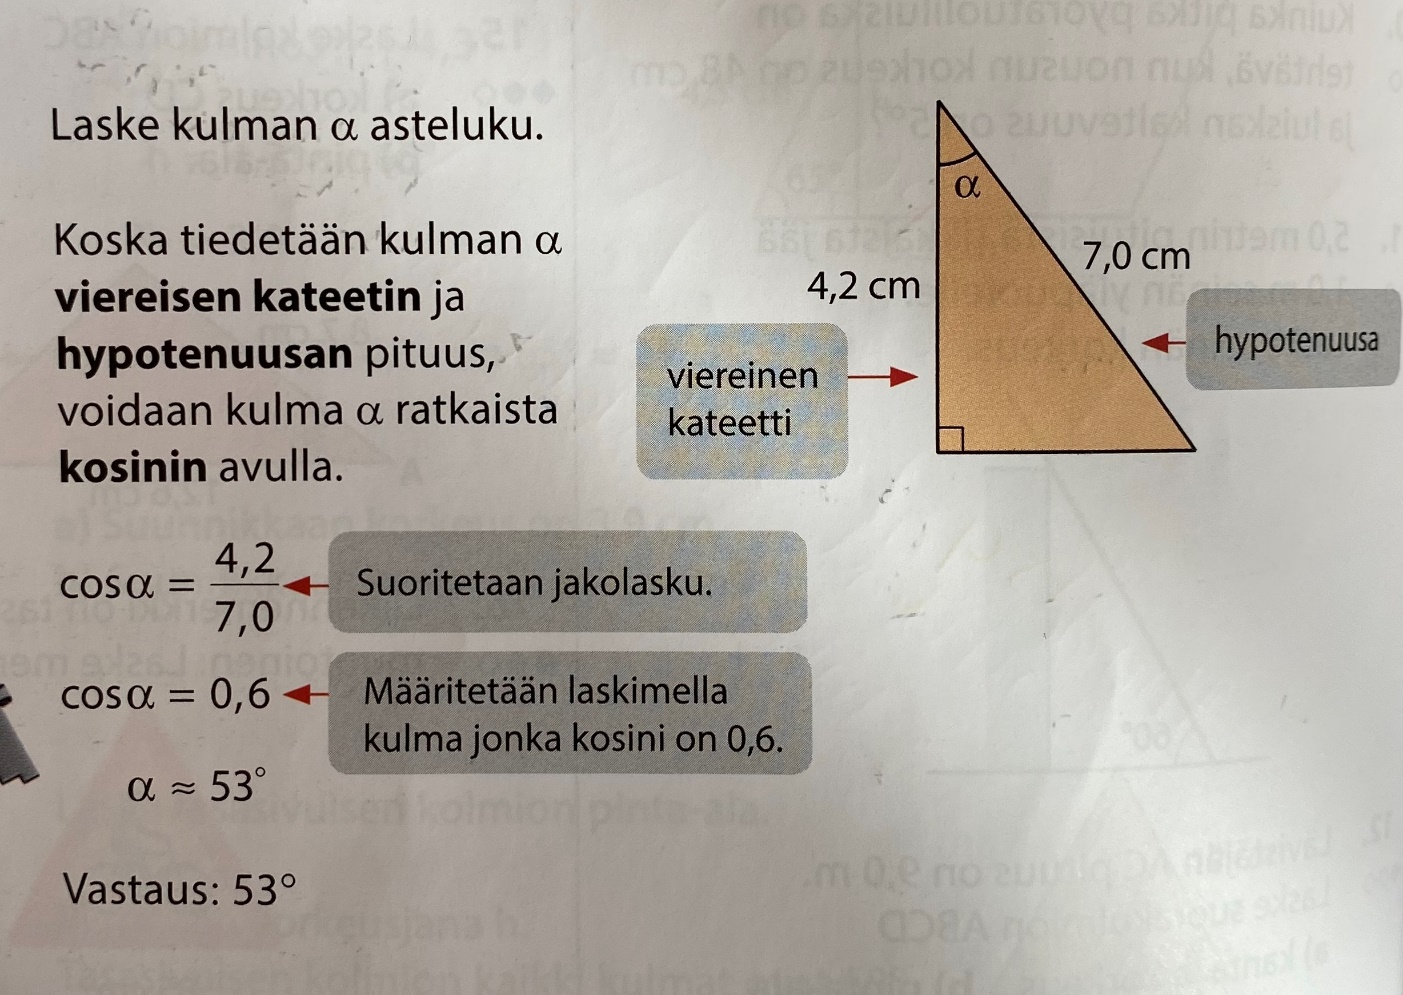 Laske kulman α asteluku.
Koska tiedetään kulman α
viereisen kateetin ja
hypotenuusan pituus,
voidaan kulma α ratkaista
kosinin avulla.
α
4,2 cm
7,0 cm
viereinen
kateetti
hypotenuusa
cosα = 4,2/7,0
Suoritetaan jakolasku.
cosα = 0,6
Määritetään laskimella
kulma jonka kosini on 0,6.
α ≈ 53°
Vastaus: 53°